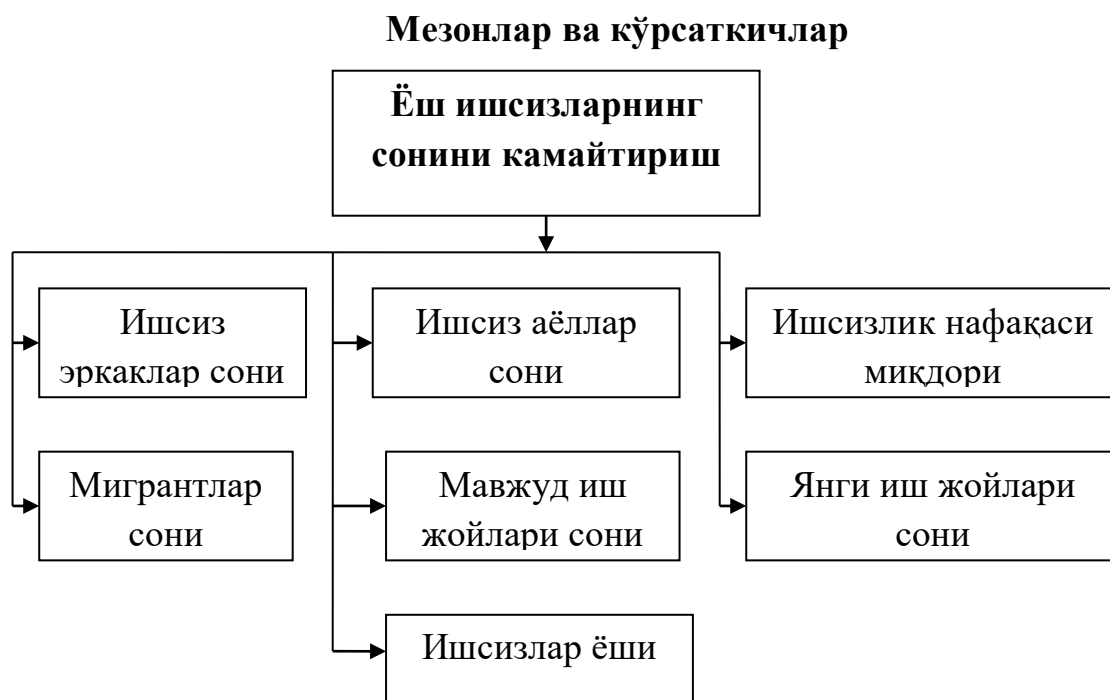 Мезонлар ва кўрсаткичлар
Ёш ишсизларнинг
сонини камайтириш
Ишсиз
эркаклар сони
Ишсиз аёллар
сони
Ишсизлик нафақаси
миқдори
Мигрантлар
сони
Мавжуд иш
жойлари сони
Янги иш жойлари
сони
Ишсизлар ёши